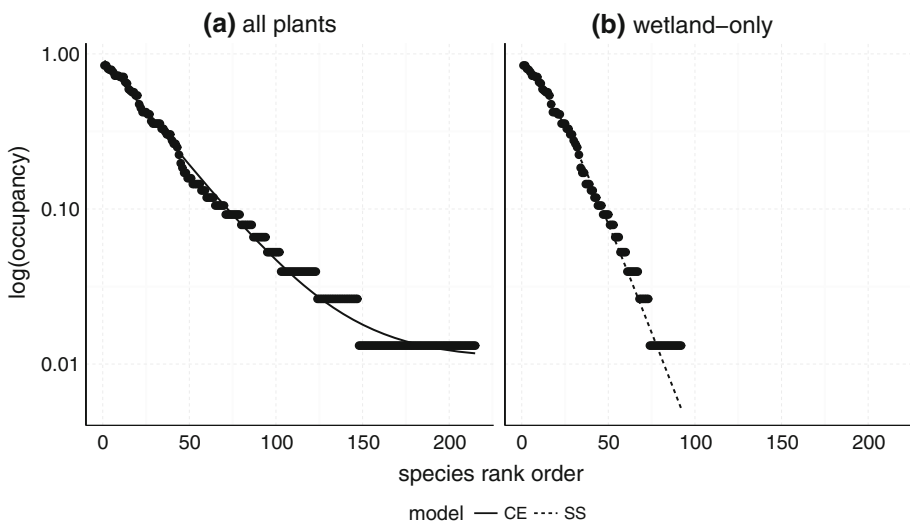 (a) all plants
(b) wetland−only
log(occupancy)
1.00
0.10
0.01
0 50 100 150 200
0 50 100 150 200
species rank order
model CE SS